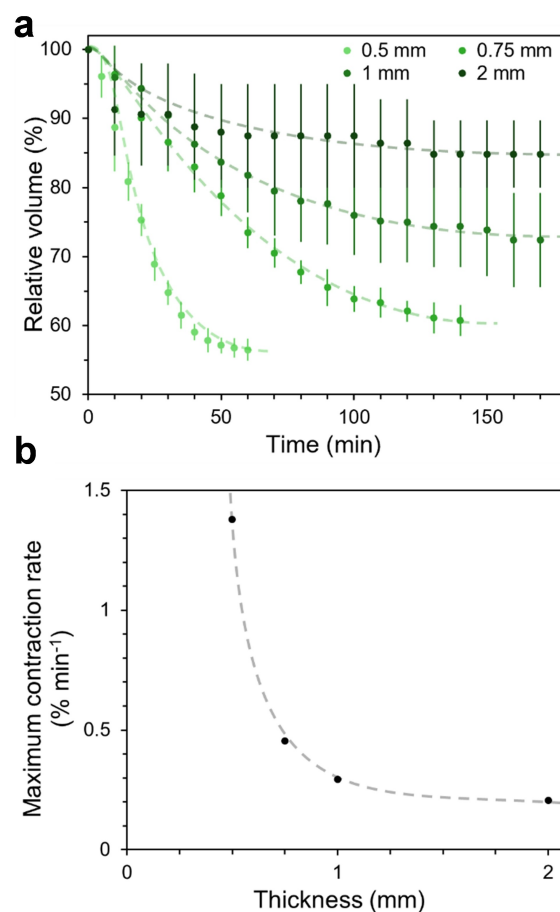 a
100
90
80
70
60
50
Relative volume (%)
0.5 mm
0.75 mm
1 mm
2 mm
0
50
100
150
Time (min)
b
1.5
1
0.5
0
Maximum contraction rate
(% min⁻¹)
0
1
2
Thickness (mm)